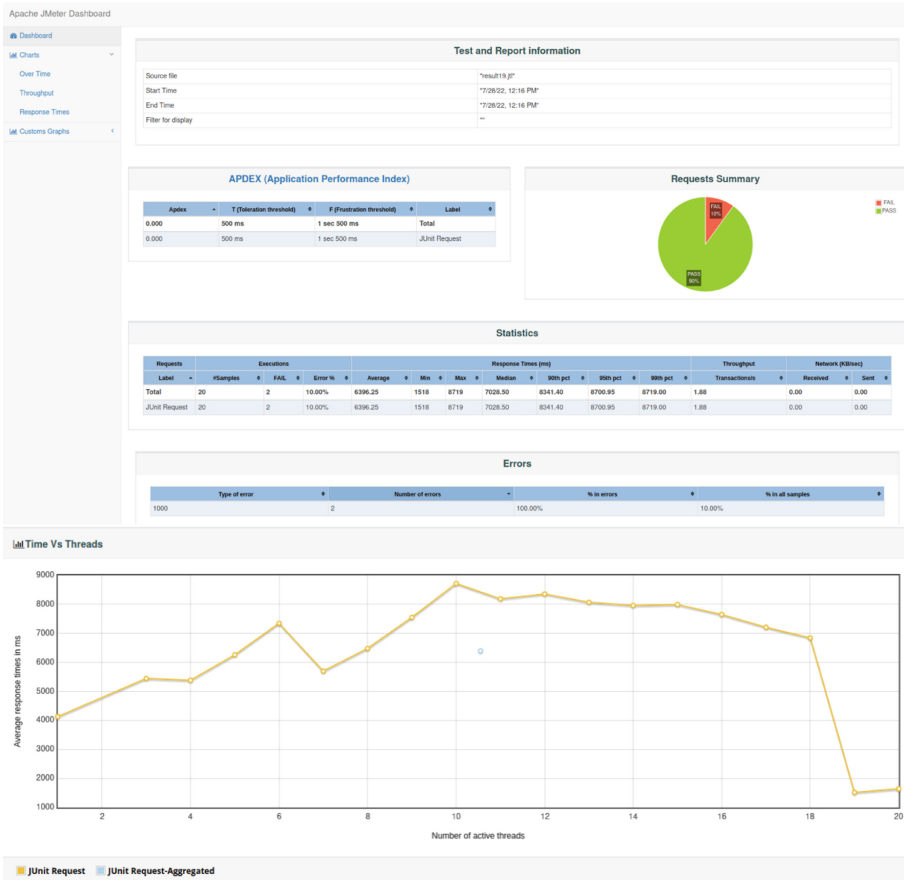 Apache JMeter Dashboard
Dashboard
Charts
Over Time
Throughput
Response Times
Customs Graphs
Test and Report information
Source file "result19.jtl"
Start Time "7/28/22, 12:16 PM"
End Time "7/28/22, 12:16 PM"
Filter for display ""
APDEX (Application Performance Index)
Apdex T (Toleration threshold) F (Frustration threshold) Label
0.000 500 ms 1 sec 500 ms Total
0.000 500 ms 1 sec 500 ms JUnit Request
Requests Summary
FAIL
10%
PASS
90%
FAIL
PASS
Statistics
Requests Executions Response Times (ms) Throughput Network (KB/sec)
Label #Samples FAIL Error % Average Min Max Median 90th pct 95th pct 99th pct Transactions/s Received Sent
Total 20 2 10.00% 6396.25 1518 8719 7028.50 8341.40 8700.95 8719.00 1.88 0.00 0.00
JUnit Request 20 2 10.00% 6396.25 1518 8719 7028.50 8341.40 8700.95 8719.00 1.88 0.00 0.00
Errors
Type of error Number of errors % in errors % in all samples
1000 2 100.00% 10.00%
Time Vs Threads
Average response times in ms
9000
8000
7000
6000
5000
4000
3000
2000
1000
2 4 6 8 10 12 14 16 18 20
Number of active threads
JUnit Request JUnit Request-Aggregated